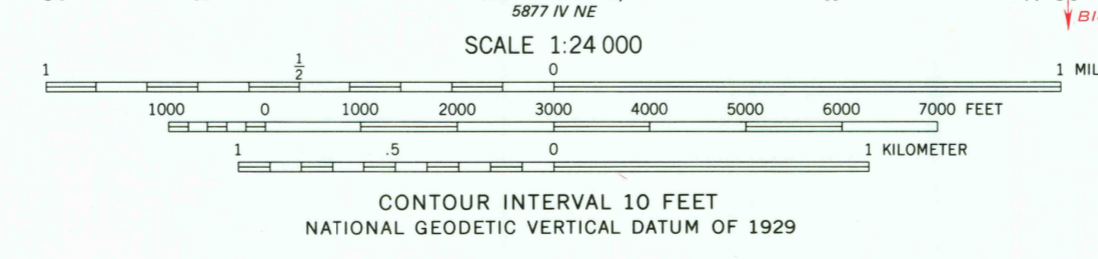 5877 IV NE
SCALE 1:24 000
1 1/2 0 1
1000 0 1000 2000 3000 4000 5000 6000 7000 FEET
1 .5 0 1 KILOMETER
CONTOUR INTERVAL 10 FEET
NATIONAL GEODETIC VERTICAL DATUM OF 1929